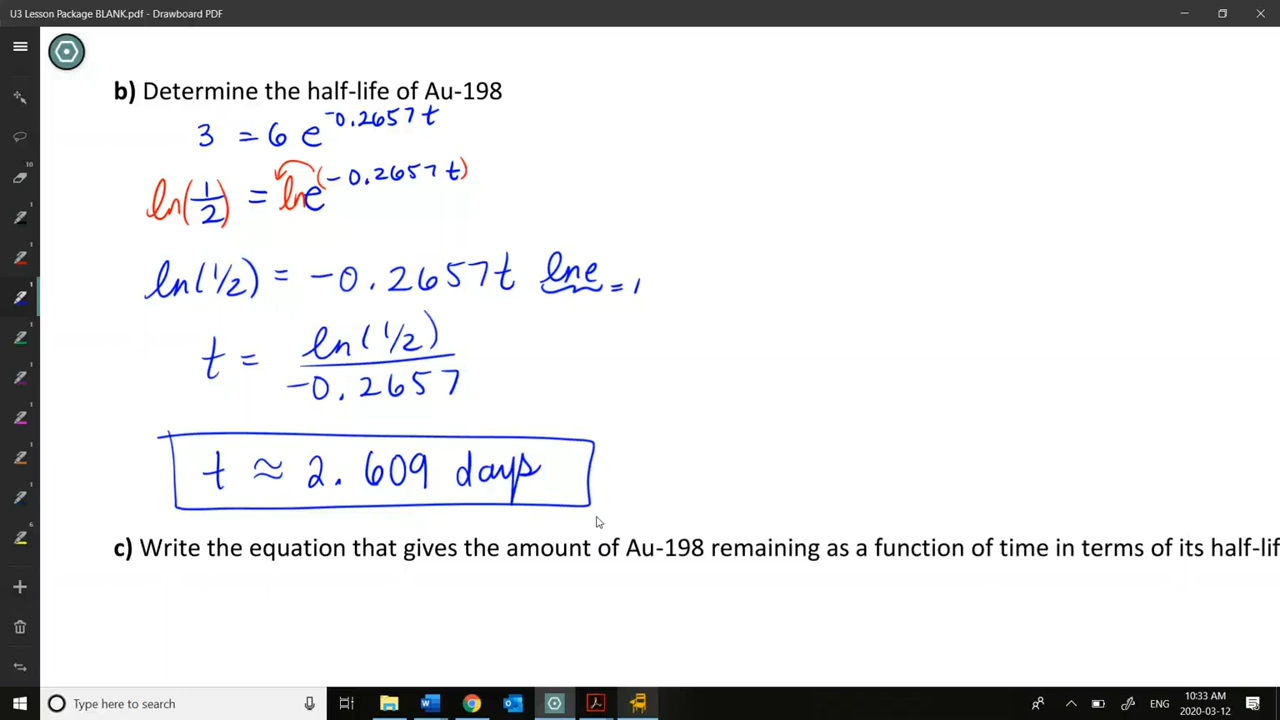 U3 Lesson Package BLANK.pdf - Drawboard PDF
b) Determine the half-life of Au-198
3 = 6 e^-0.2657 t
ln(1/2) = ln e^(-0.2657 t)
ln(1/2) = -0.2657t lne = 1
t = ln(1/2) / -0.2657
t ≈ 2.609 days
c) Write the equation that gives the amount of Au-198 remaining as a function of time in terms of its half-lif
Type here to search
ENG
10:33 AM
2020-03-12